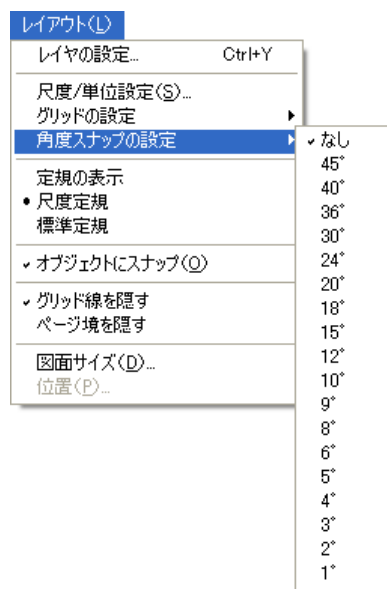 レイアウト(L)
レイヤの設定... Ctrl+Y
尺度/単位設定(S)...
グリッドの設定
角度スナップの設定
定規の表示
尺度定規
標準定規
オブジェクトにスナップ(O)
グリッド線を隠す
ページ境を隠す
図面サイズ(D)...
位置(P)...
なし
45°
40°
36°
30°
24°
20°
18°
15°
12°
10°
9°
8°
6°
5°
4°
3°
2°
1°